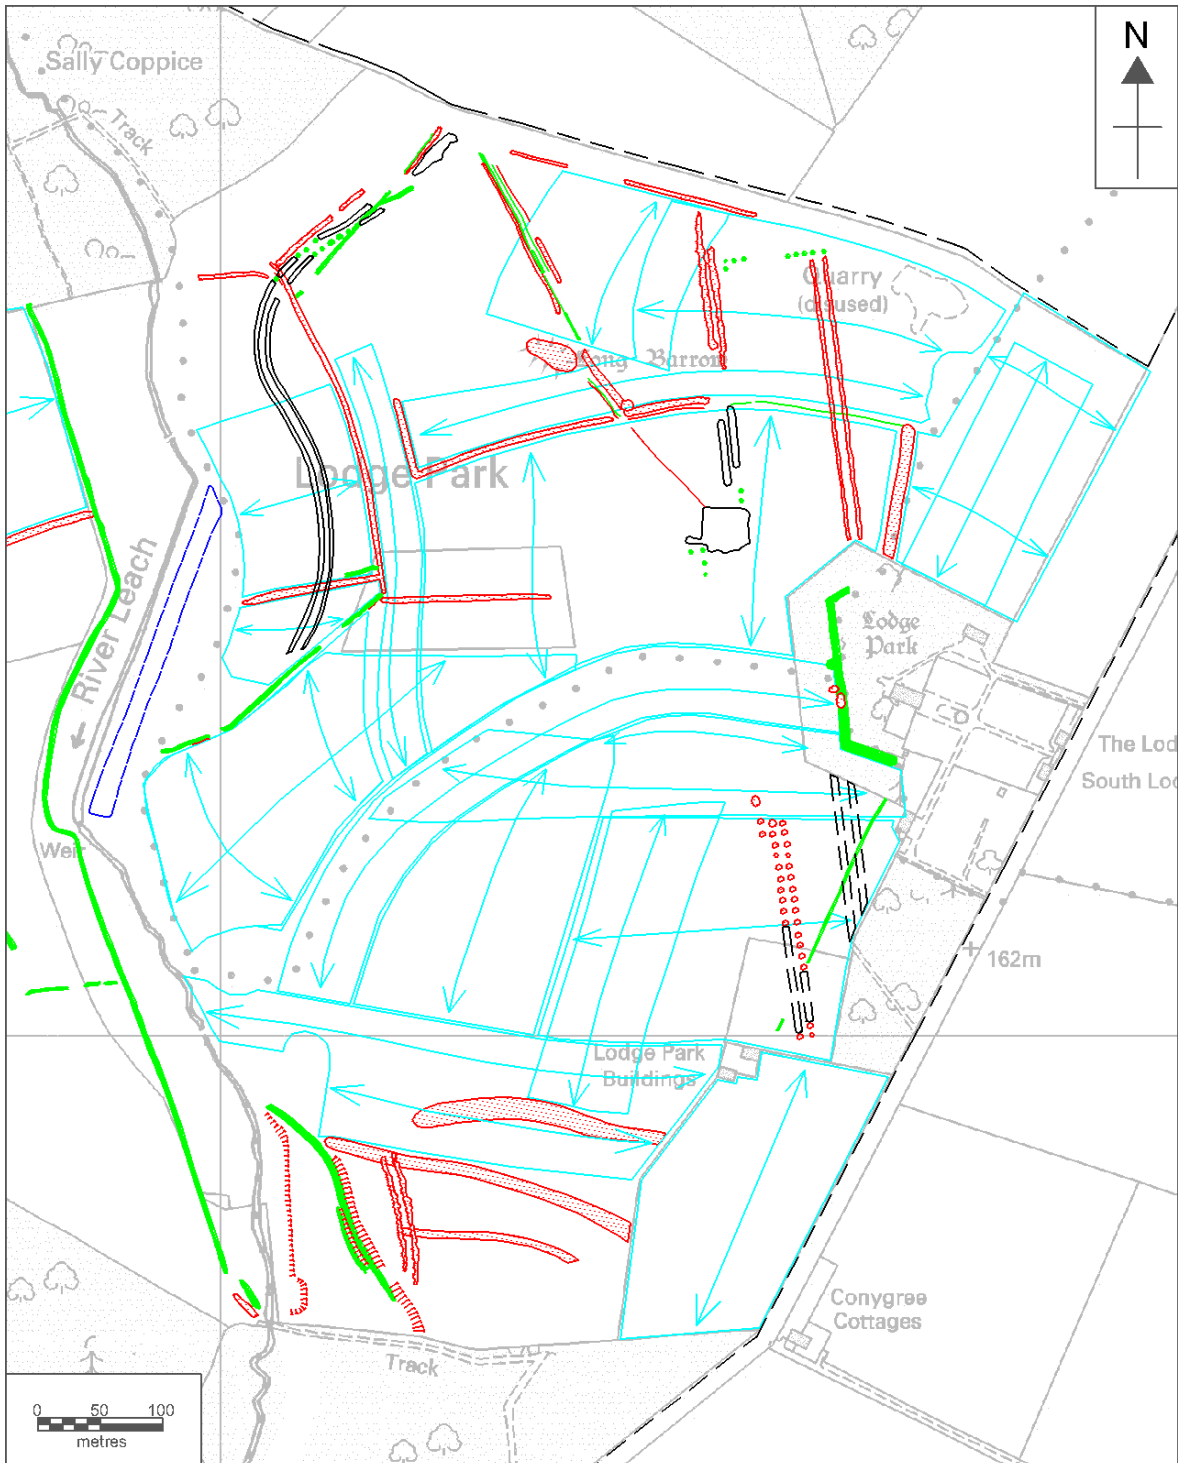 N
Sally Coppice
Track
Quarry
(disused)
Long Barrow
Lodge Park
Lodge
Park
River Leach
The Lod
South Loc
Weir
162m
Lodge Park
Buildings
Conygree
Cottages
Track
0 50 100
metres